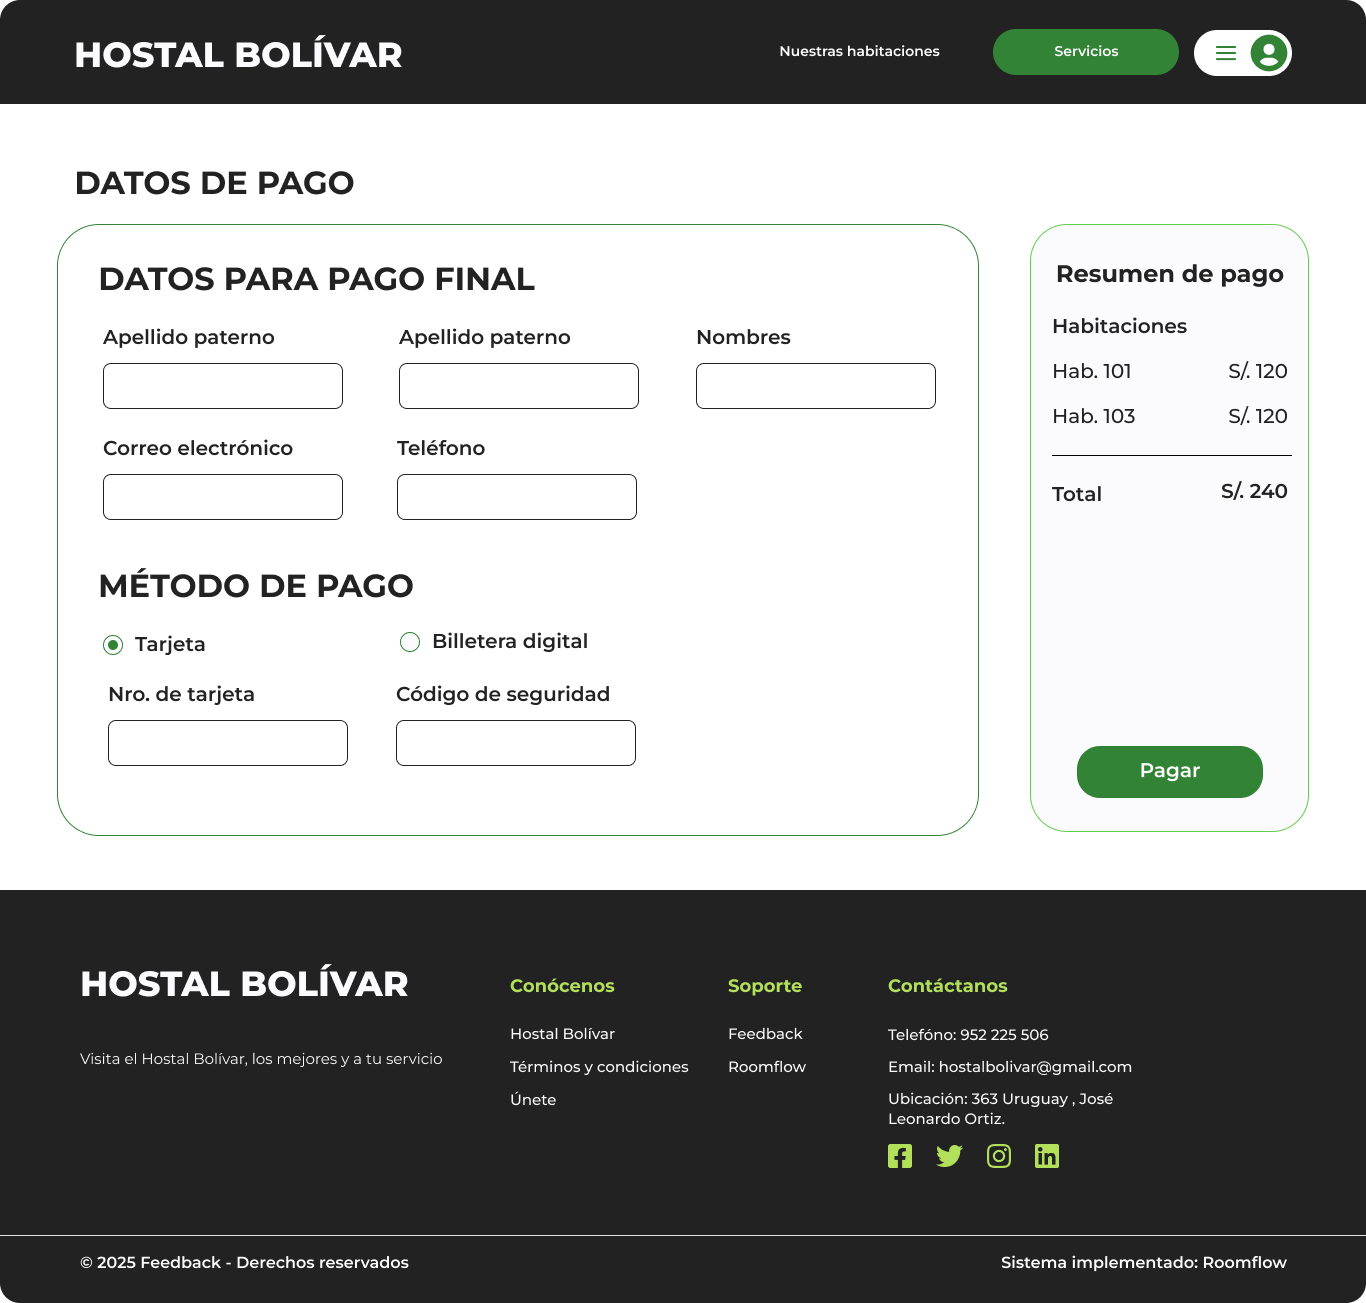 HOSTAL BOLÍVAR
Nuestras habitaciones
Servicios
DATOS DE PAGO
DATOS PARA PAGO FINAL
Apellido paterno
Apellido paterno
Nombres
Correo electrónico
Teléfono
MÉTODO DE PAGO
Tarjeta
Billetera digital
Nro. de tarjeta
Código de seguridad
Resumen de pago
Habitaciones
Hab. 101 S/. 120
Hab. 103 S/. 120
Total S/. 240
Pagar
HOSTAL BOLÍVAR
Visita el Hostal Bolívar, los mejores y a tu servicio
Conócenos
Hostal Bolívar
Términos y condiciones
Únete
Soporte
Feedback
Roomflow
Contáctanos
Telefóno: 952 225 506
Email: hostalbolivar@gmail.com
Ubicación: 363 Uruguay , José
Leonardo Ortiz.
© 2025 Feedback - Derechos reservados
Sistema implementado: Roomflow